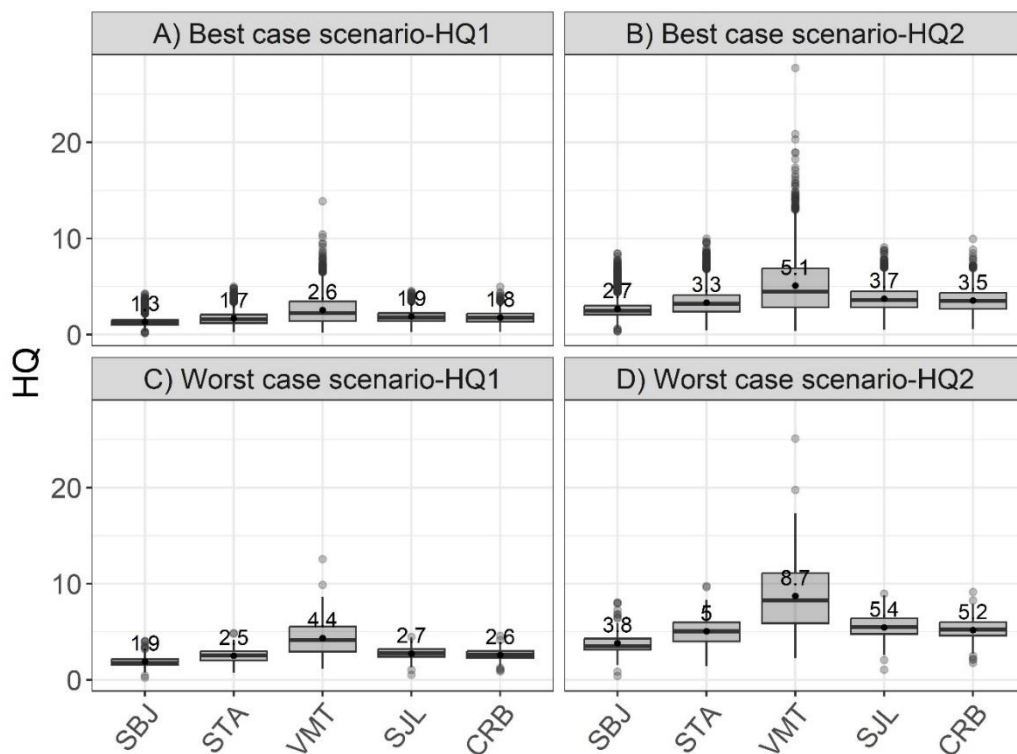 A) Best case scenario-HQ1
B) Best case scenario-HQ2
20
10
0
1.3
1.7
2.6
1.9
1.8
2.7
3.3
5.1
3.7
3.5
HQ
C) Worst case scenario-HQ1
D) Worst case scenario-HQ2
20
10
0
1.9
2.5
4.4
2.7
2.6
3.8
5
8.7
5.4
5.2
SBJ
STA
VMT
SJL
CRB
SBJ
STA
VMT
SJL
CRB